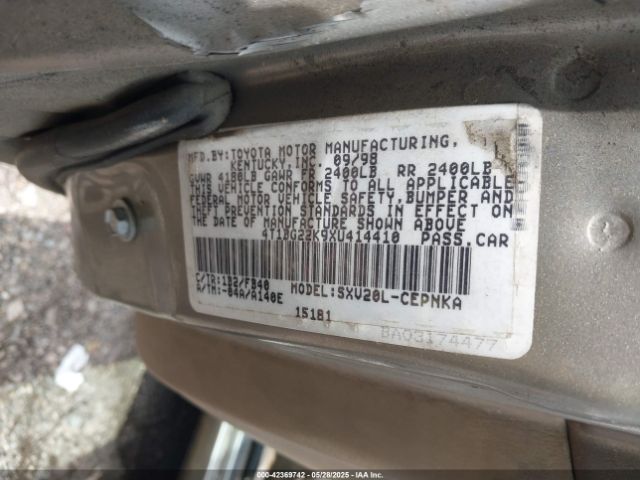 MFD.BY:TOYOTA MOTOR MANUFACTURING,
KENTUCKY,INC. 09/98
GVWR 4180LB GAWR FR 2400LB RR 2400LB
THIS VEHICLE CONFORMS TO ALL APPLICABLE
FEDERAL MOTOR VEHICLE SAFETY,BUMPER AND
THEFT PREVENTION STANDARDS IN EFFECT ON
THE DATE OF MANUFACTURE SHOWN ABOVE
4T1BG22K9XU414410 PASS.CAR
C/TR:1B2/FB40
A/TM:-04A/A140E
MODEL:SXV20L-CEPNKA
15181
BA03174477
000-42369742 05/28/2025 IAA Inc.